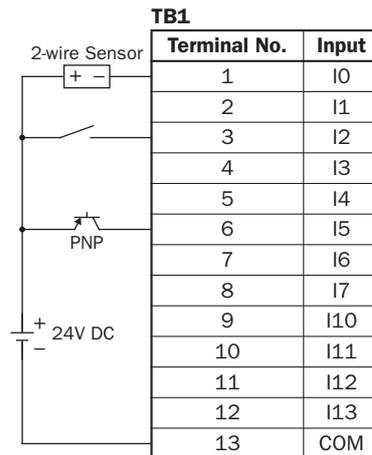 TB1
Terminal No. Input
2-wire Sensor
+ −
1 I0
2 I1
3 I2
4 I3
5 I4
6 I5
PNP
7 I6
8 I7
9 I10
+
24V DC
−
10 I11
11 I12
12 I13
13 COM